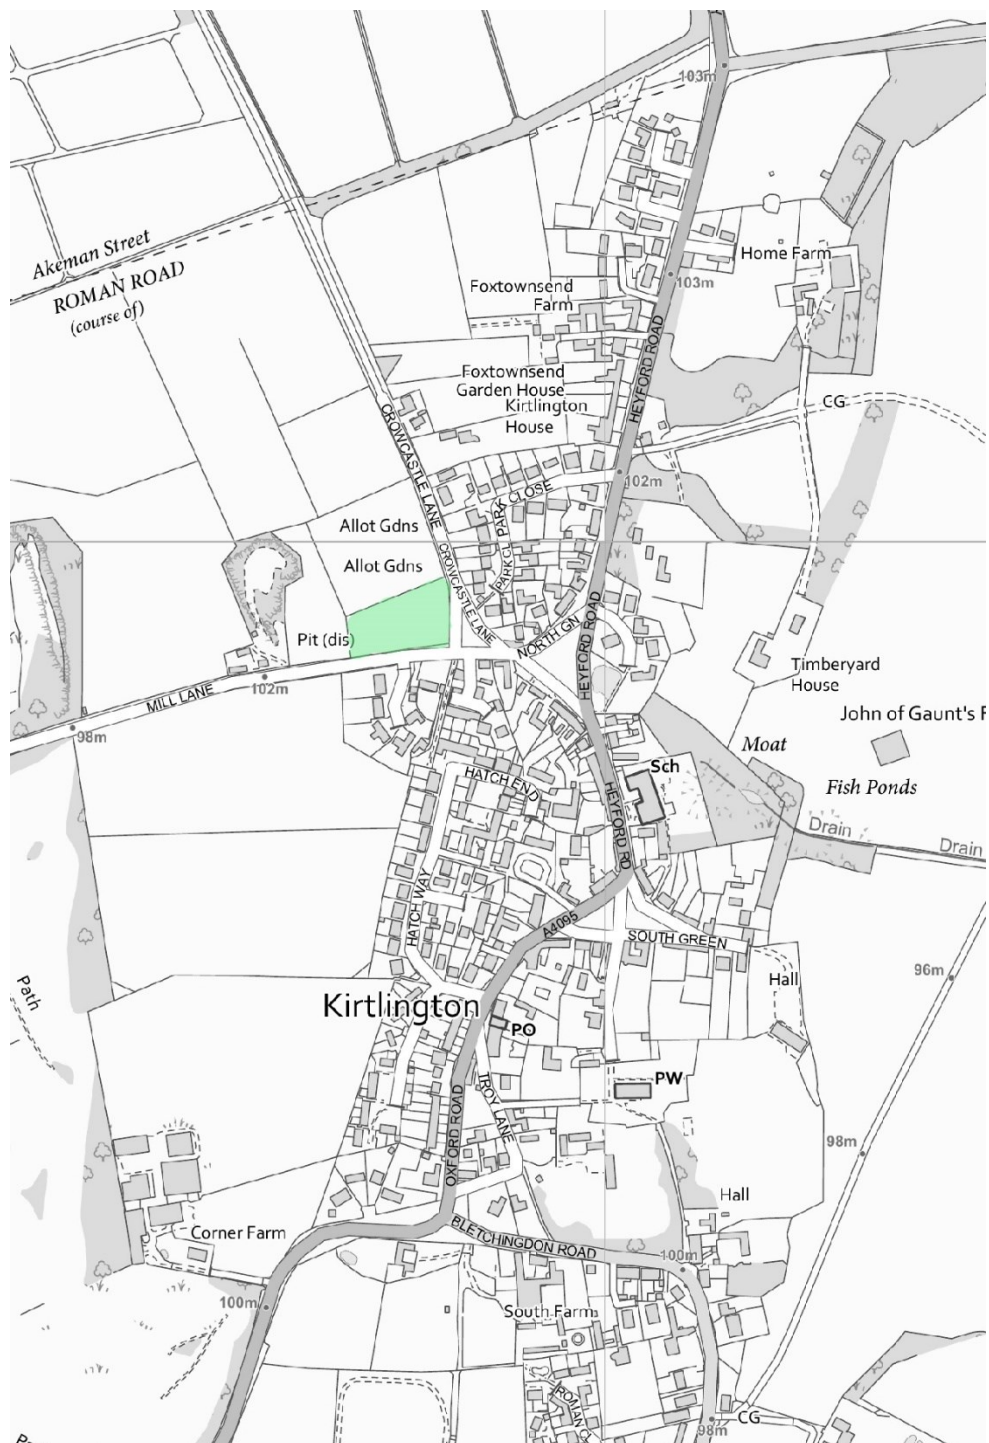 103m
Akeman Street
ROMAN ROAD
(course of)
Home Farm
103m
Foxtownsend
Farm
HEYFORD ROAD
Foxtownsend
Garden House
Kirtlington
House
CG
CROWCASTLE LANE
102m
PARK CLOSE
Allot Gdns
CROWCASTLE LANE
PARK CL
Allot Gdns
HEYFORD ROAD
NORTH GN
Pit (dis)
Timberyard
House
102m
MILL LANE
98m
John of Gaunt's
Moat
Sch
HATCH END
Fish Ponds
HEYFORD RD
Drain
Drain
HATCH WAY
A4095
SOUTH GREEN
Path
96m
Hall
Kirtlington
PO
PW
TROY LANE
OXFORD ROAD
98m
Hall
Corner Farm
BLETCHINGDON ROAD
100m
100m
South Farm
ROMAN
CG
98m